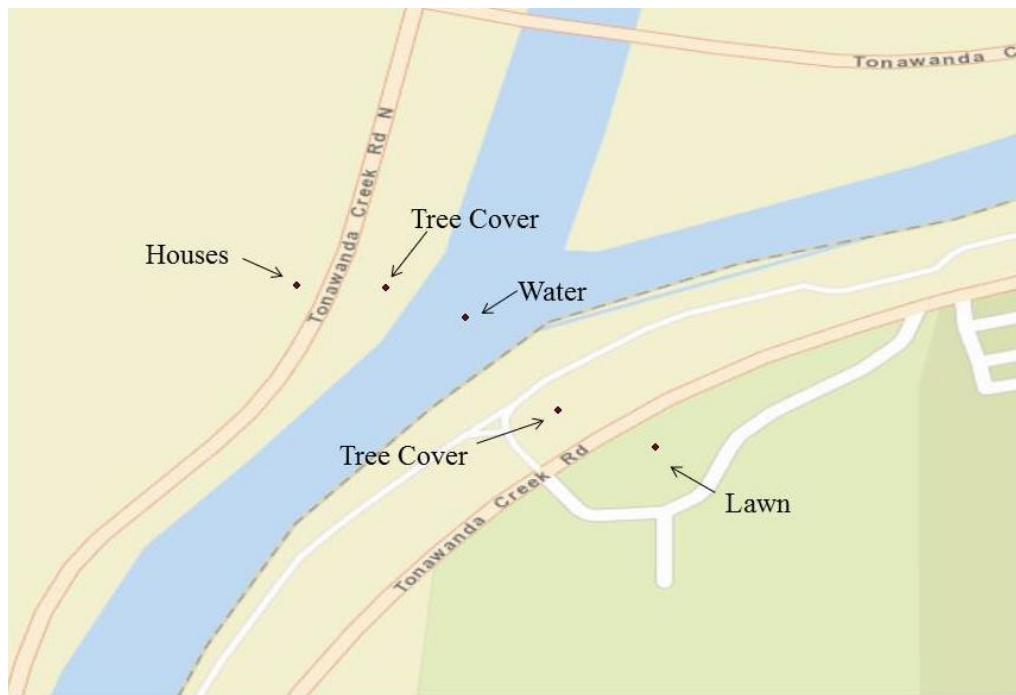 Tonawanda C
Tonawanda Creek Rd N
Tree Cover
Houses
Water
Tree Cover
Tonawanda Creek Rd
Lawn